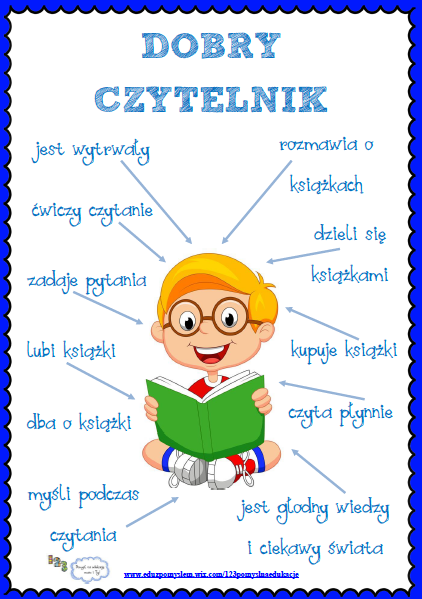 DOBRY
CZYTELNIK
jest wytrwały
ćwiczy czytanie
zadaje pytania
lubi książki
dba o książki
myśli podczas
czytania
rozmawia o
książkach
dzieli się
książkami
kupuje książki
czyta płynnie
jest głodny wiedzy
i ciekawy świata
123
www.eduzpomyslem.wix.com/123pomyslnaedukacje